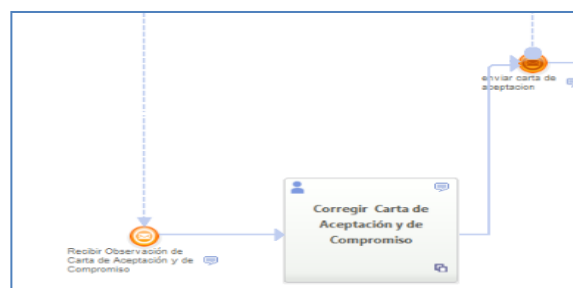 enviar carta de
aceptacion
Corregir Carta de
Aceptación y de
Compromiso
Recibir Observación de
Carta de Aceptación y de
Compromiso